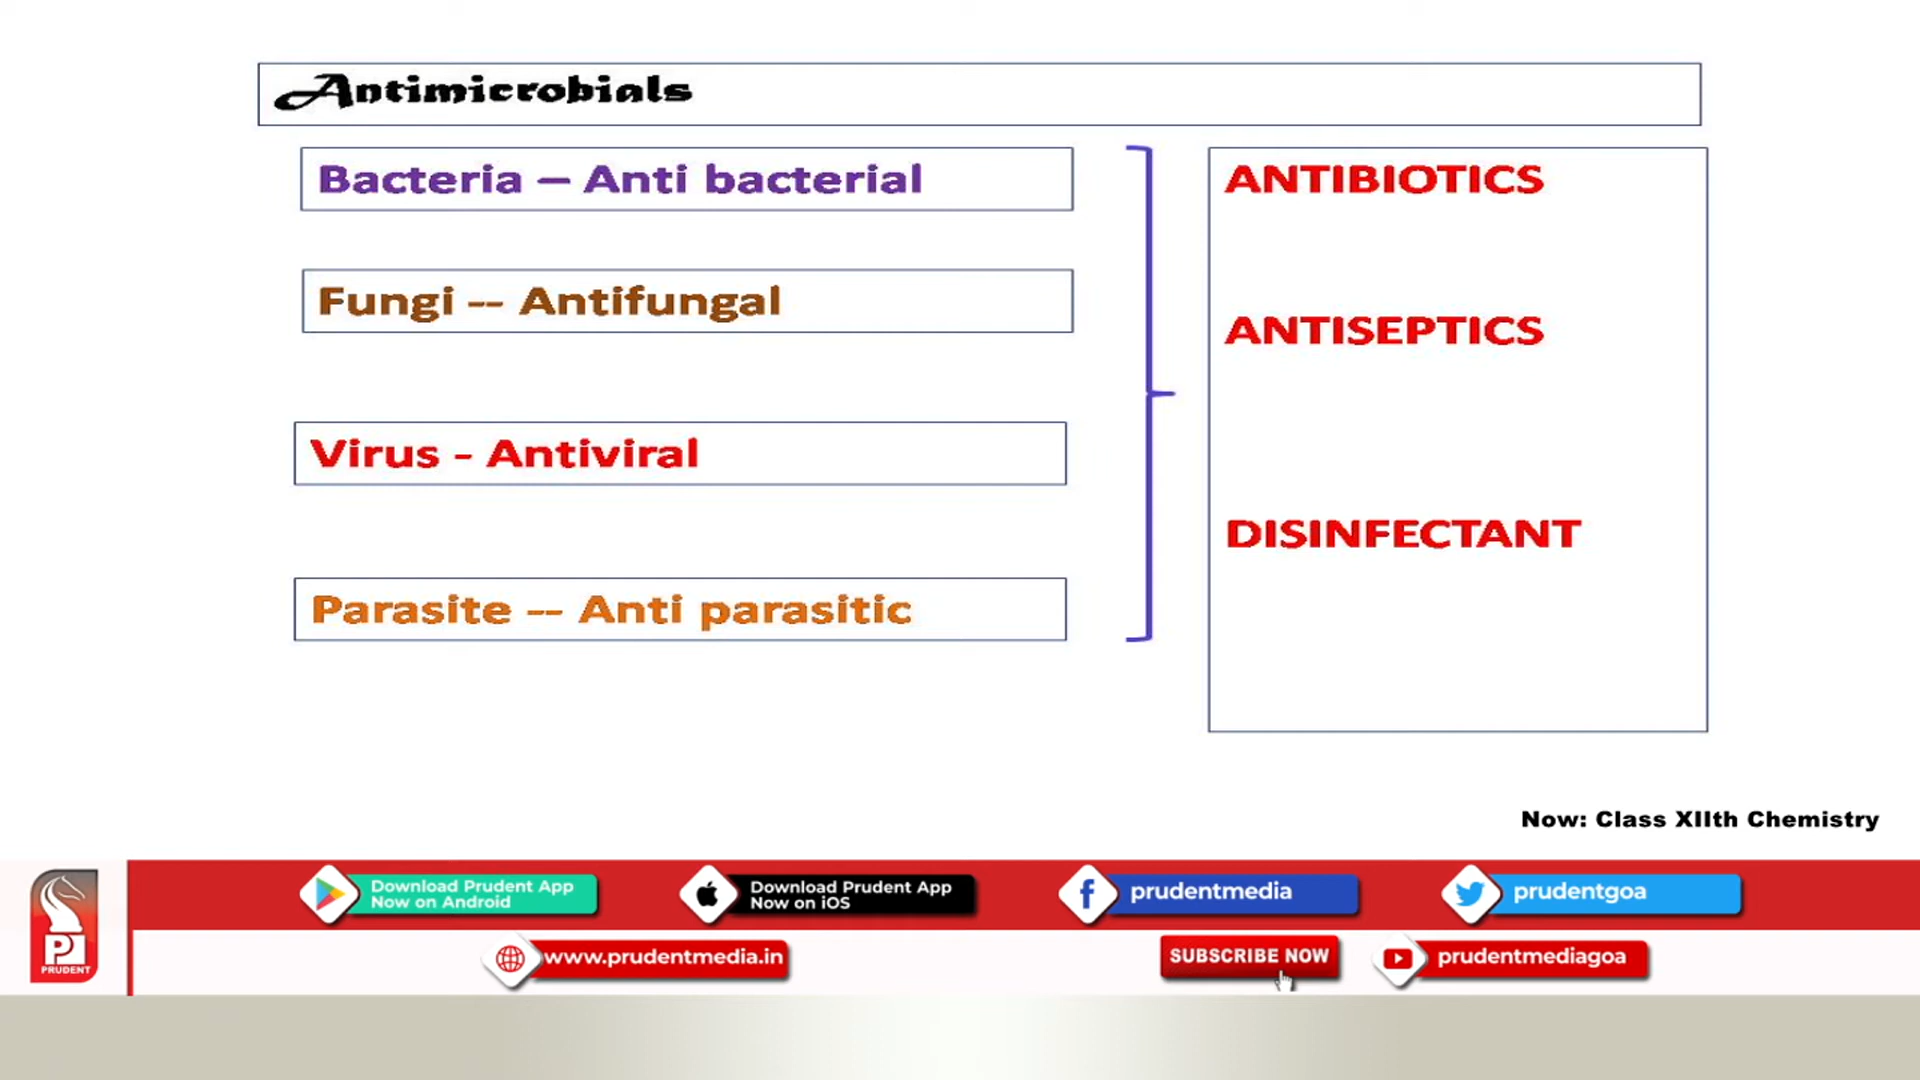 Antimicrobials
Bacteria – Anti bacterial
Fungi -- Antifungal
Virus - Antiviral
Parasite -- Anti parasitic
ANTIBIOTICS
ANTISEPTICS
DISINFECTANT
Now: Class XIIth Chemistry
PI
PRUDENT
Download Prudent App
Now on Android
Download Prudent App
Now on iOS
prudentmedia
prudentgoa
www.prudentmedia.in
SUBSCRIBE NOW
prudentmediagoa